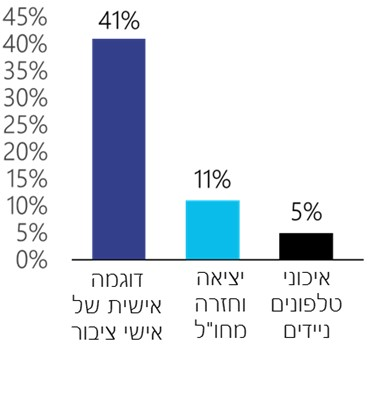 45%
40%
35%
30%
25%
20%
15%
10%
5%
0%
41%
11%
5%
דוגמה
אישית של
אישי ציבור
יציאה
וחזרה
מחו"ל
איכוני
טלפונים
ניידים